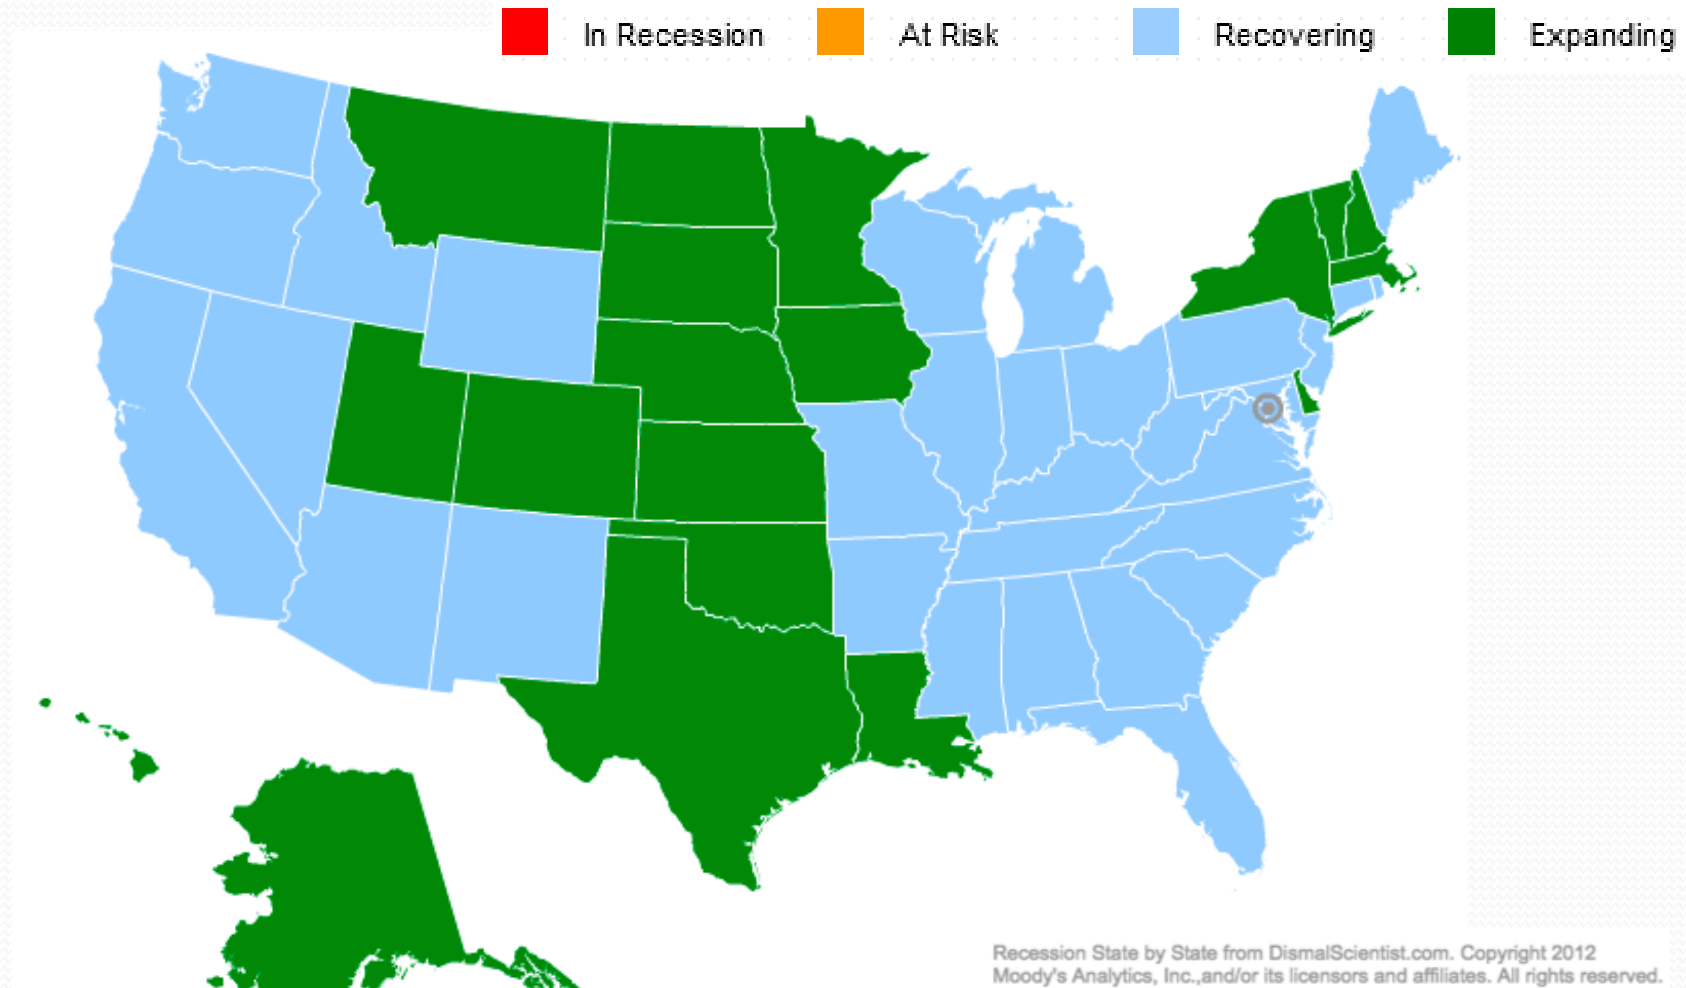 In Recession At Risk Recovering Expanding
Recession State by State from DismalScientist.com. Copyright 2012
Moody's Analytics, Inc.,and/or its licensors and affiliates. All rights reserved.